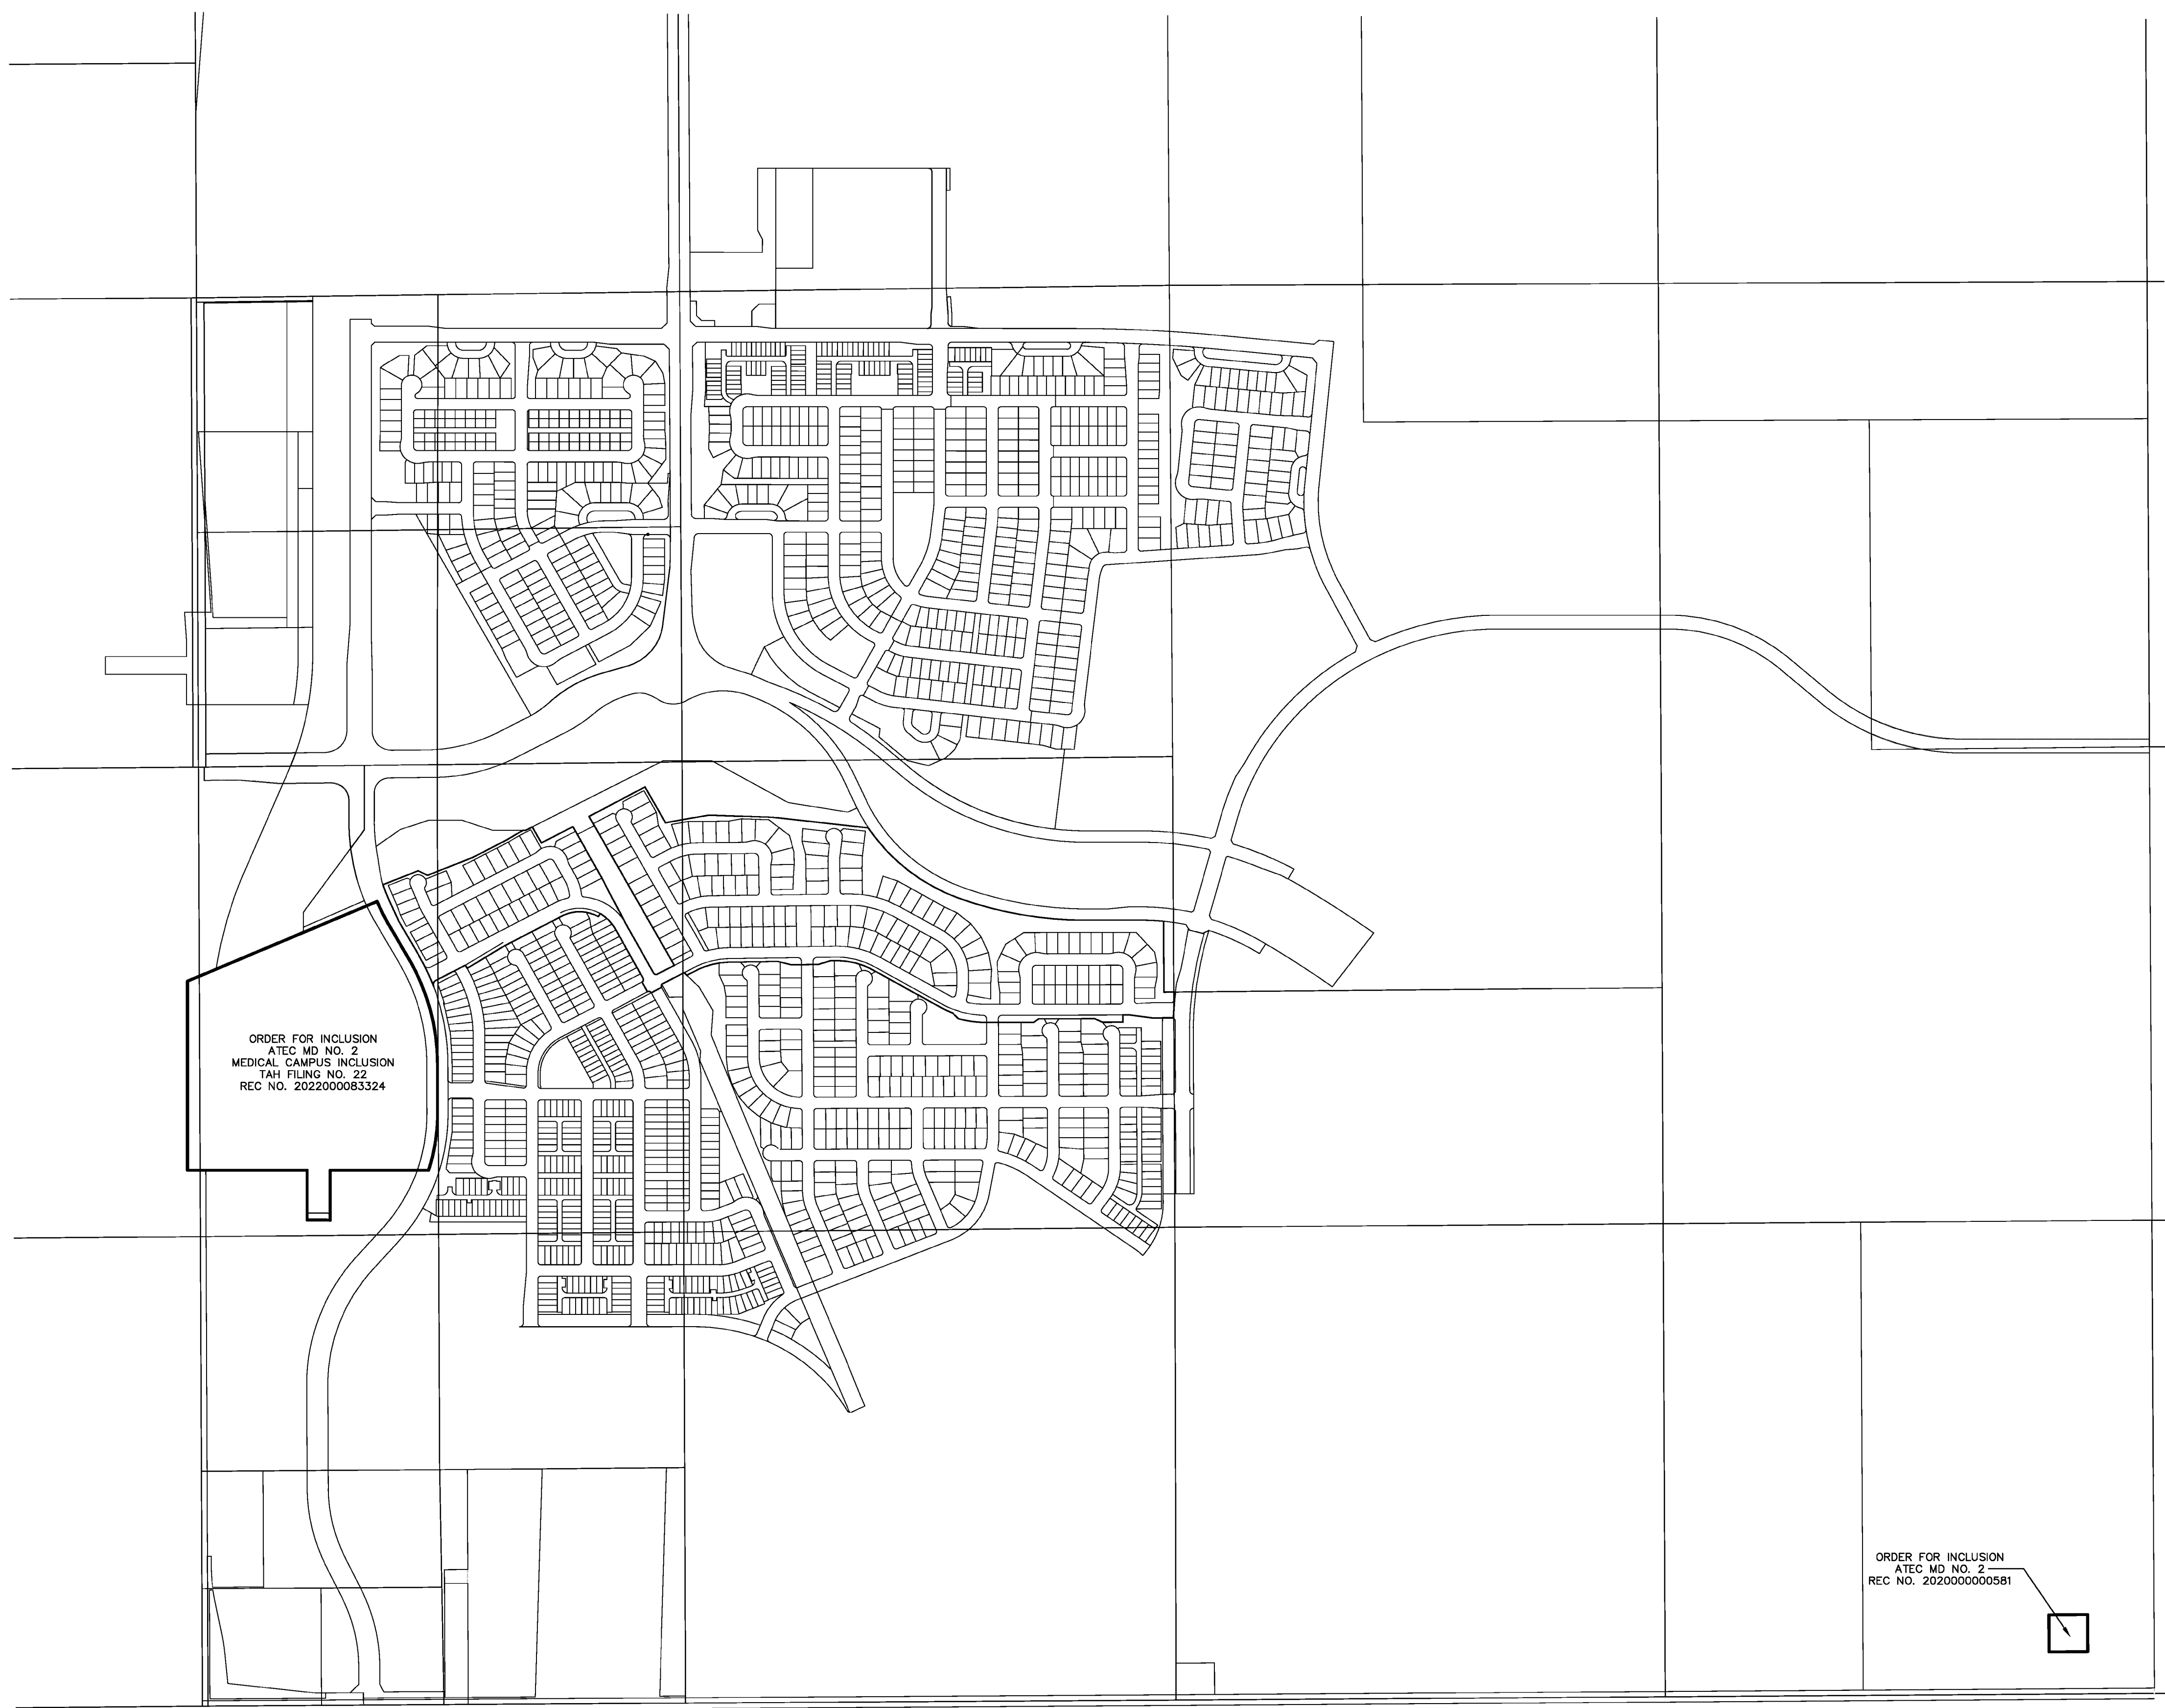 ORDER FOR INCLUSION
ATEC MD NO. 2
MEDICAL CAMPUS INCLUSION
TAH FILING NO. 22
REC NO. 2022000083324
ORDER FOR INCLUSION
ATEC MD NO. 2
REC NO. 2020000000581